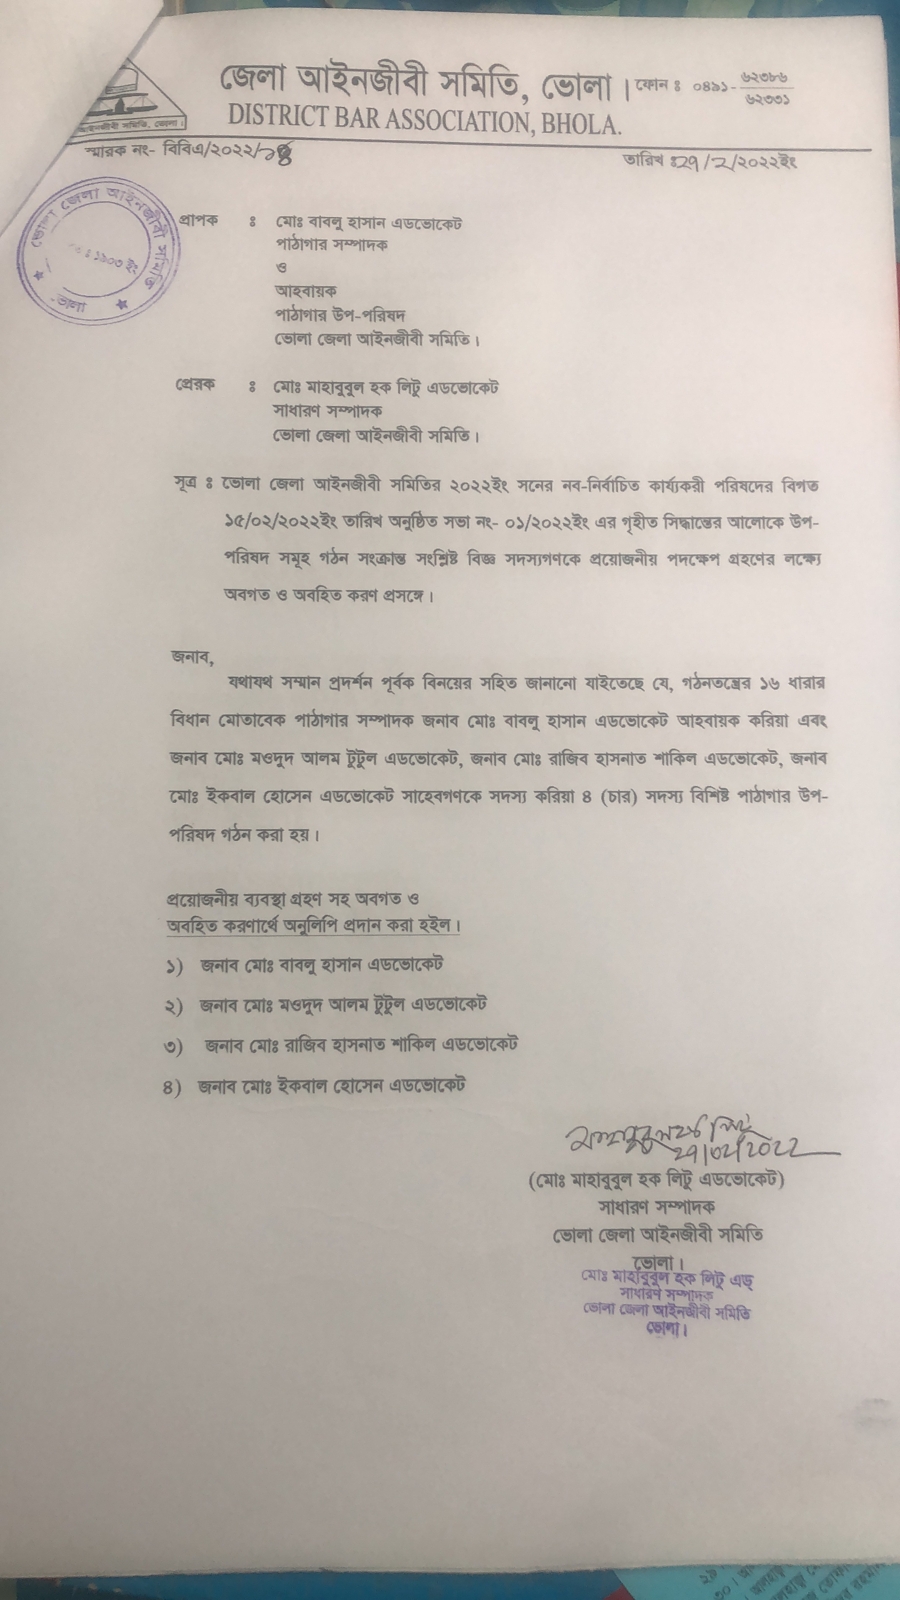 জেলা আইনজীবী সমিতি, ভোলা। ফোন ঃ ০৪৯১-৬২৩৮৬
৬২৩৩১
DISTRICT BAR ASSOCIATION, BHOLA.
আইনজীবী সমিতি, ভোলা।
স্মারক নং- বিবিএ/২০২২/
তারিখ ঃ ২৭/২/২০২২ইং
ভোলা জেলা আইনজীবী সমিতি
ঃ ১৯০৩ ইং
ভোলা
প্রাপক ঃ মোঃ বাবলু হাসান এডভোকেট
পাঠাগার সম্পাদক
ও
আহবায়ক
পাঠাগার উপ-পরিষদ
ভোলা জেলা আইনজীবী সমিতি।
প্রেরক ঃ মোঃ মাহাবুবুল হক লিটু এডভোকেট
সাধারণ সম্পাদক
ভোলা জেলা আইনজীবী সমিতি।
সূত্র ঃ ভোলা জেলা আইনজীবী সমিতির ২০২২ইং সনের নব-নির্বাচিত কার্য্যকরী পরিষদের বিগত
১৫/০২/২০২২ইং তারিখ অনুষ্ঠিত সভা নং- ০১/২০২২ইং এর গৃহীত সিদ্ধান্তের আলোকে উপ-
পরিষদ সমূহ গঠন সংক্রান্ত সংশ্লিষ্ট বিজ্ঞ সদস্যগণকে প্রয়োজনীয় পদক্ষেপ গ্রহণের লক্ষ্যে
অবগত ও অবহিত করণ প্রসঙ্গে।
জনাব,
যথাযথ সম্মান প্রদর্শন পূর্বক বিনয়ের সহিত জানানো যাইতেছে যে, গঠনতন্ত্রের ১৬ ধারার
বিধান মোতাবেক পাঠাগার সম্পাদক জনাব মোঃ বাবলু হাসান এডভোকেট আহবায়ক করিয়া এবং
জনাব মোঃ মওদুদ আলম টুটুল এডভোকেট, জনাব মোঃ রাজিব হাসনাত শাকিল এডভোকেট, জনাব
মোঃ ইকবাল হোসেন এডভোকেট সাহেবগণকে সদস্য করিয়া ৪ (চার) সদস্য বিশিষ্ট পাঠাগার উপ-
পরিষদ গঠন করা হয়।
প্রয়োজনীয় ব্যবস্থা গ্রহণ সহ অবগত ও
অবহিত করণার্থে অনুলিপি প্রদান করা হইল।
১) জনাব মোঃ বাবলু হাসান এডভোকেট
২) জনাব মোঃ মওদুদ আলম টুটুল এডভোকেট
৩) জনাব মোঃ রাজিব হাসনাত শাকিল এডভোকেট
৪) জনাব মোঃ ইকবাল হোসেন এডভোকেট
২৭/০২/২০২২
(মোঃ মাহাবুবুল হক লিটু এডভোকেট)
সাধারণ সম্পাদক
ভোলা জেলা আইনজীবী সমিতি
ভোলা।
মোঃ মাহাবুবুল হক লিটু এড্
সাধারণ সম্পাদক
ভোলা জেলা আইনজীবী সমিতি
ভোলা।